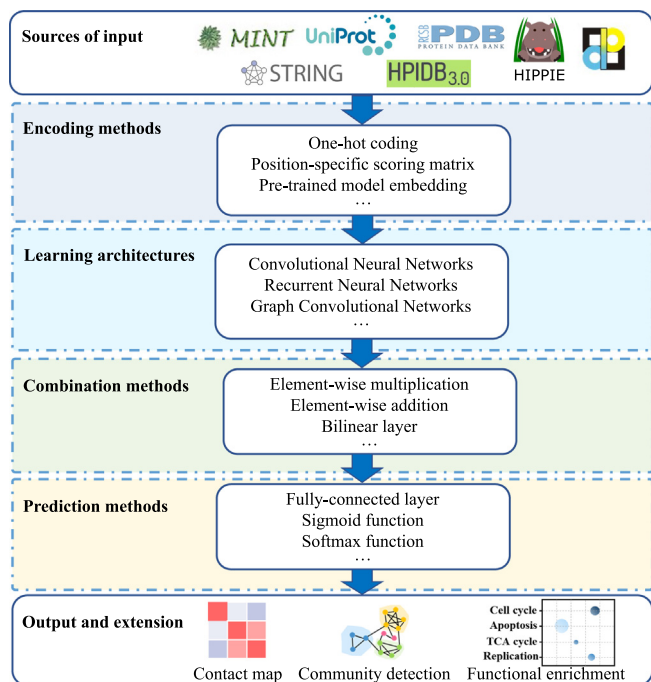 Sources of input
MINT
UniProt
RCSB
PDB
PROTEIN DATA BANK
HIPPIE
dip
STRING
HPIDB 3.0
Encoding methods
One-hot coding
Position-specific scoring matrix
Pre-trained model embedding
…
Learning architectures
Convolutional Neural Networks
Recurrent Neural Networks
Graph Convolutional Networks
…
Combination methods
Element-wise multiplication
Element-wise addition
Bilinear layer
…
Prediction methods
Fully-connected layer
Sigmoid function
Softmax function
…
Output and extension
Contact map
Community detection
Cell cycle
Apoptosis
TCA cycle
Replication
Functional enrichment